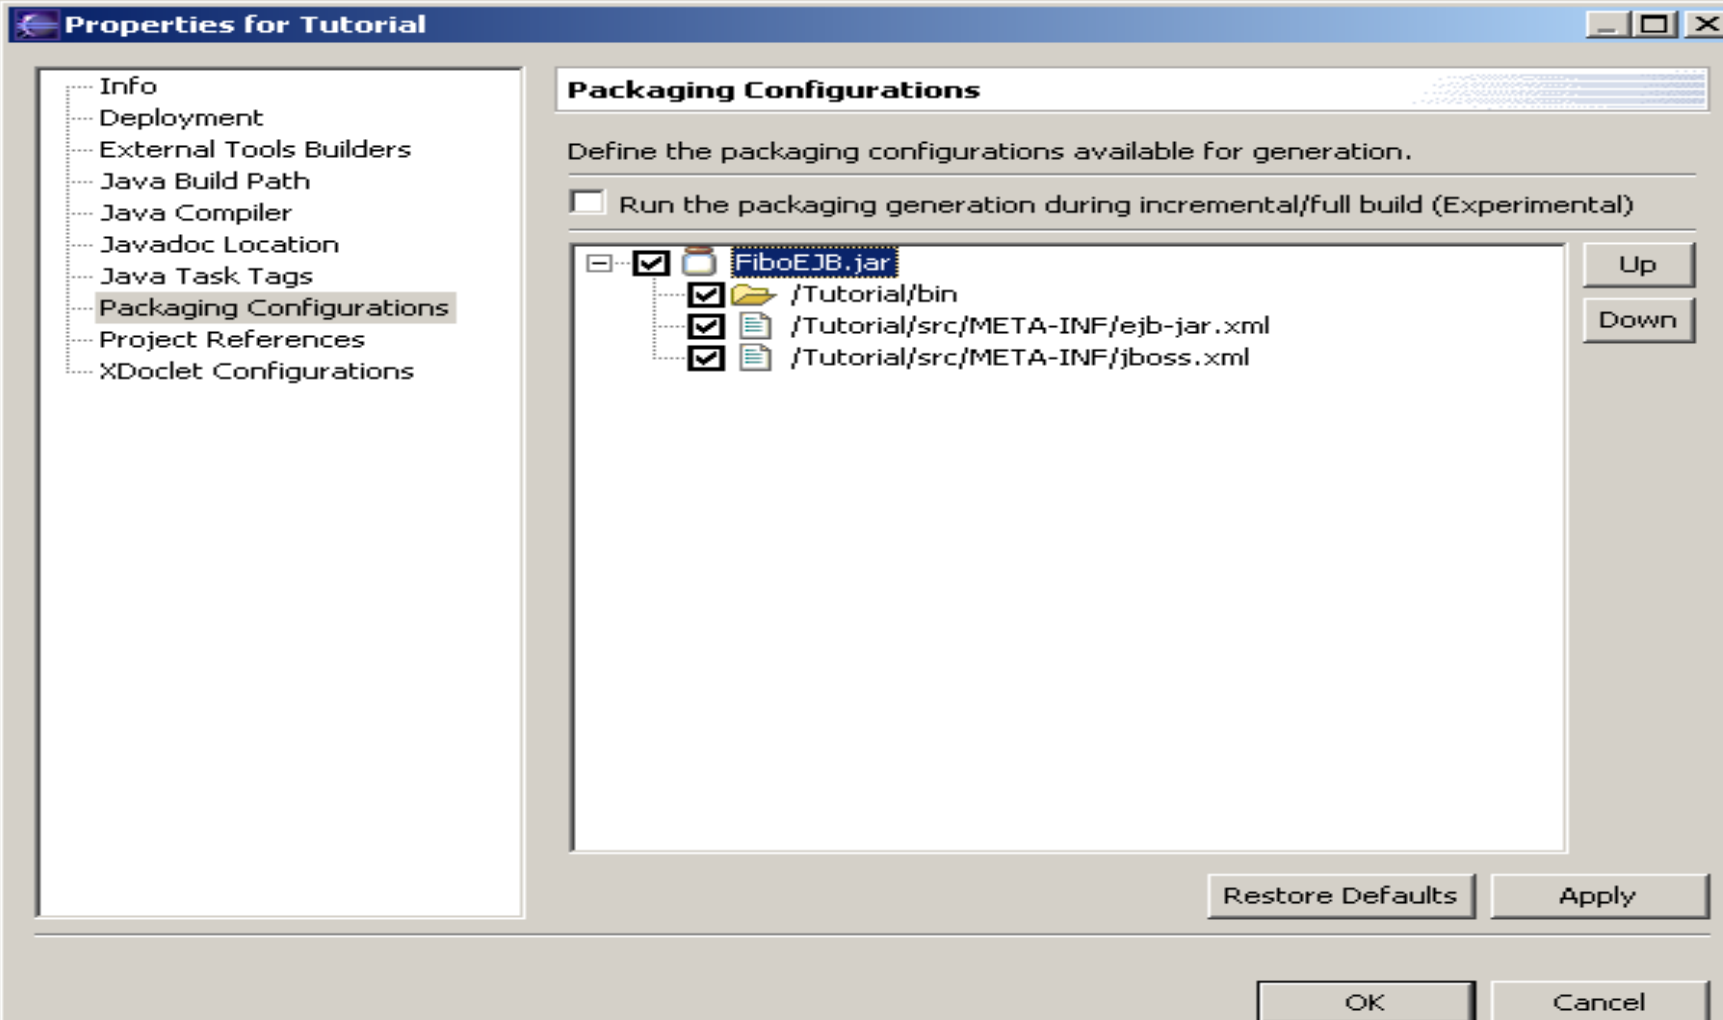 Properties for Tutorial
Info
Deployment
External Tools Builders
Java Build Path
Java Compiler
Javadoc Location
Java Task Tags
Packaging Configurations
Project References
XDoclet Configurations
Packaging Configurations
Define the packaging configurations available for generation.
Run the packaging generation during incremental/full build (Experimental)
FiboEJB.jar
/Tutorial/bin
/Tutorial/src/META-INF/ejb-jar.xml
/Tutorial/src/META-INF/jboss.xml
Up
Down
Restore Defaults
Apply
OK
Cancel